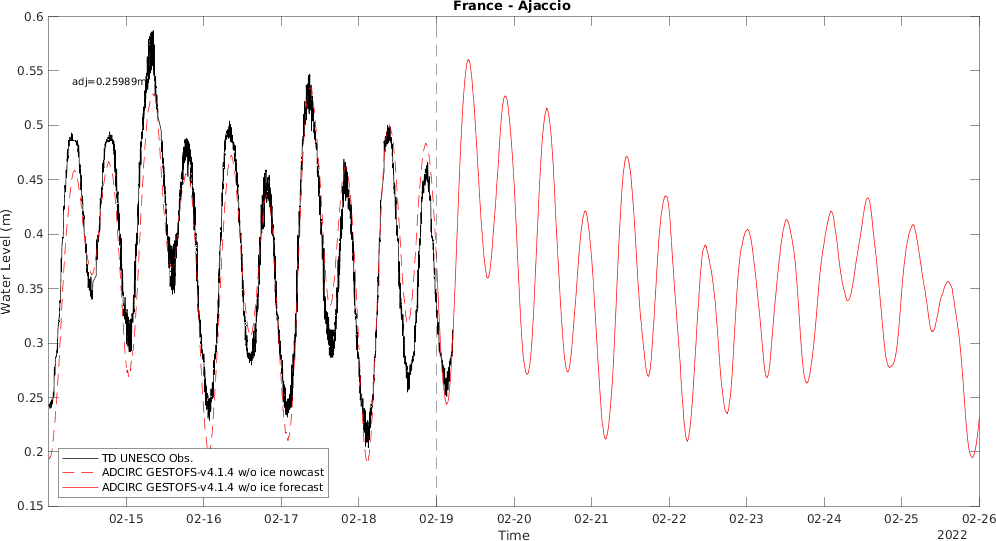 France - Ajaccio
0.6
0.55
0.5
0.45
0.4
0.35
0.3
0.25
0.2
0.15
Water Level (m)
adj=0.25989m
TD UNESCO Obs.
ADCIRC GESTOFS-v4.1.4 w/o ice nowcast
ADCIRC GESTOFS-v4.1.4 w/o ice forecast
02-15 02-16 02-17 02-18 02-19 02-20 02-21 02-22 02-23 02-24 02-25 02-26
Time
2022